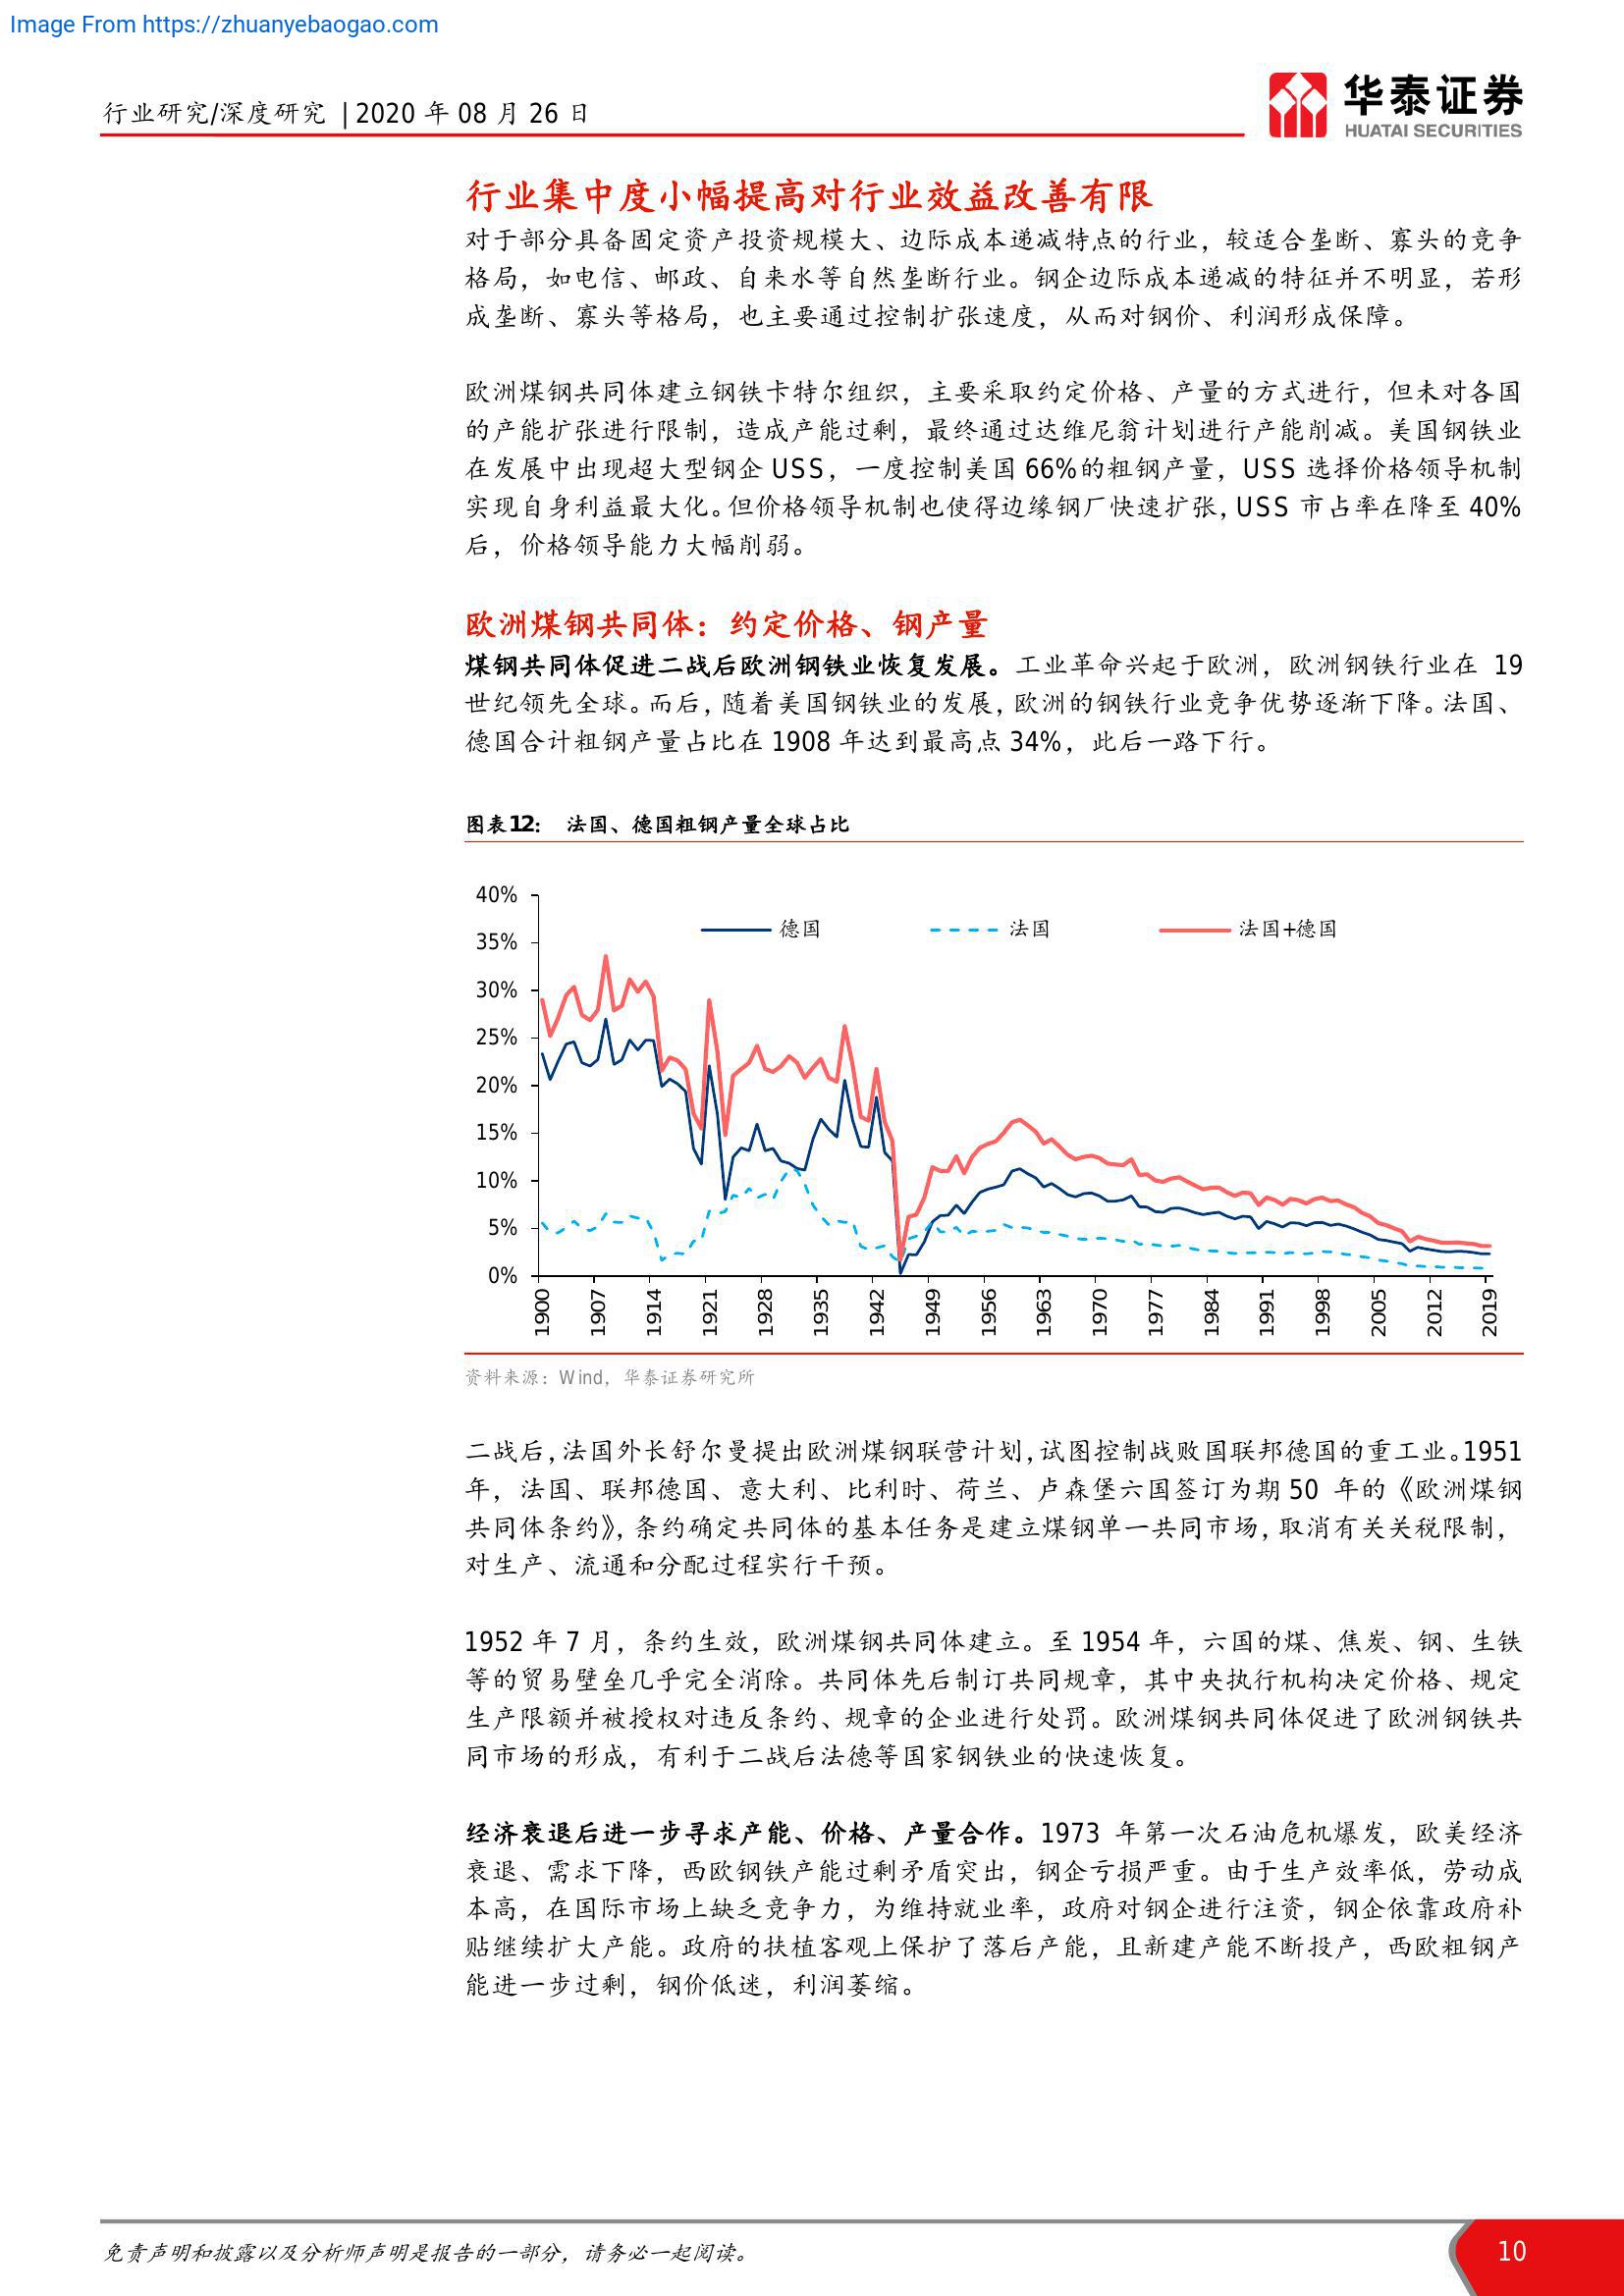 Image From https://zhuanyebaogao.com
行业研究/深度研究 | 2020 年 08 月 26 日
华泰证券
HUATAI SECURITIES
行业集中度小幅提高对行业效益改善有限
对于部分具备固定资产投资规模大、边际成本递减特点的行业，较适合垄断、寡头的竞争
格局，如电信、邮政、自来水等自然垄断行业。钢企边际成本递减的特征并不明显，若形
成垄断、寡头等格局，也主要通过控制扩张速度，从而对钢价、利润形成保障。
欧洲煤钢共同体建立钢铁卡特尔组织，主要采取约定价格、产量的方式进行，但未对各国
的产能扩张进行限制，造成产能过剩，最终通过达维尼翁计划进行产能削减。美国钢铁业
在发展中出现超大型钢企 USS，一度控制美国 66%的粗钢产量，USS 选择价格领导机制
实现自身利益最大化。但价格领导机制也使得边缘钢厂快速扩张，USS 市占率在降至 40%
后，价格领导能力大幅削弱。
欧洲煤钢共同体：约定价格、钢产量
煤钢共同体促进二战后欧洲钢铁业恢复发展。工业革命兴起于欧洲，欧洲钢铁行业在 19
世纪领先全球。而后，随着美国钢铁业的发展，欧洲的钢铁行业竞争优势逐渐下降。法国、
德国合计粗钢产量占比在 1908 年达到最高点 34%，此后一路下行。
图表12： 法国、德国粗钢产量全球占比
40%
35%
30%
25%
20%
15%
10%
5%
0%
德国 法国 法国+德国
1900 1907 1914 1921 1928 1935 1942 1949 1956 1963 1970 1977 1984 1991 1998 2005 2012 2019
资料来源：Wind，华泰证券研究所
二战后，法国外长舒尔曼提出欧洲煤钢联营计划，试图控制战败国联邦德国的重工业。1951
年，法国、联邦德国、意大利、比利时、荷兰、卢森堡六国签订为期 50 年的《欧洲煤钢
共同体条约》，条约确定共同体的基本任务是建立煤钢单一共同市场，取消有关关税限制，
对生产、流通和分配过程实行干预。
1952 年 7 月，条约生效，欧洲煤钢共同体建立。至 1954 年，六国的煤、焦炭、钢、生铁
等的贸易壁垒几乎完全消除。共同体先后制订共同规章，其中央执行机构决定价格、规定
生产限额并被授权对违反条约、规章的企业进行处罚。欧洲煤钢共同体促进了欧洲钢铁共
同市场的形成，有利于二战后法德等国家钢铁业的快速恢复。
经济衰退后进一步寻求产能、价格、产量合作。1973 年第一次石油危机爆发，欧美经济
衰退、需求下降，西欧钢铁产能过剩矛盾突出，钢企亏损严重。由于生产效率低，劳动成
本高，在国际市场上缺乏竞争力，为维持就业率，政府对钢企进行注资，钢企依靠政府补
贴继续扩大产能。政府的扶植客观上保护了落后产能，且新建产能不断投产，西欧粗钢产
能进一步过剩，钢价低迷，利润萎缩。
免责声明和披露以及分析师声明是报告的一部分，请务必一起阅读。
10